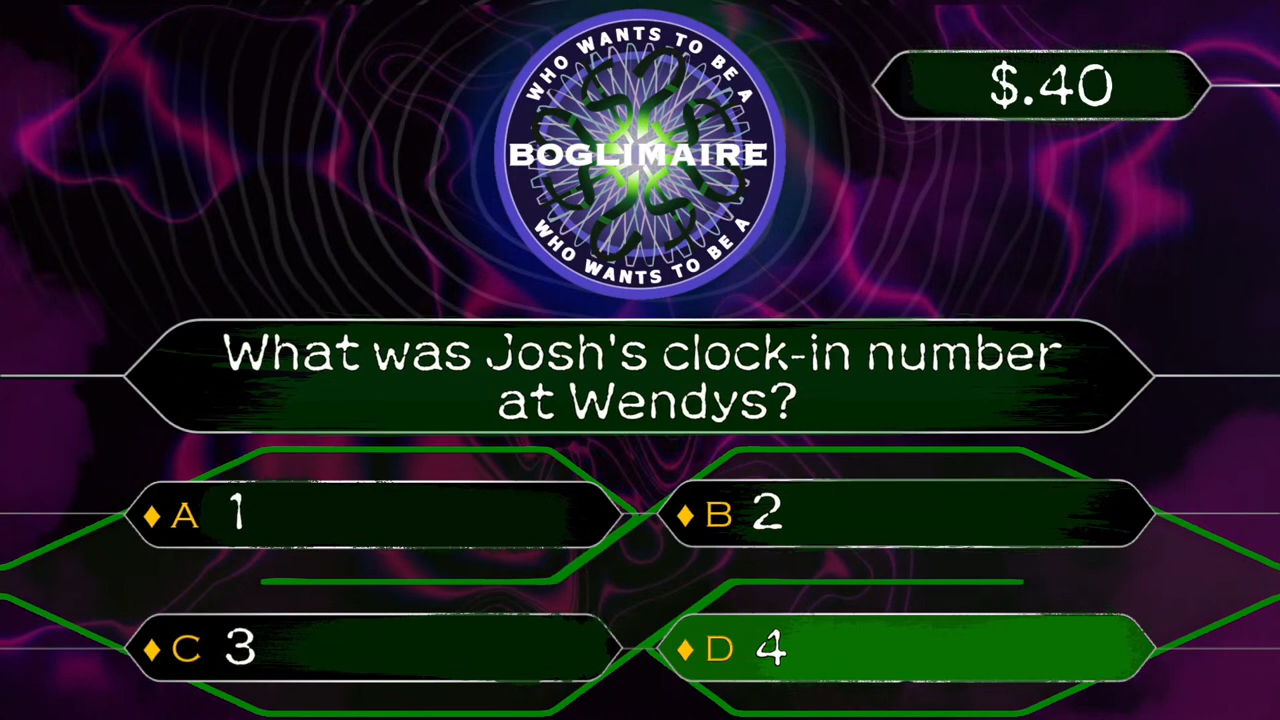 WHO WANTS TO BE A
BOGLIMAIRE
WHO WANTS TO BE A
$.40
What was Josh's clock-in number
at Wendys?
A 1
B 2
C 3
D 4